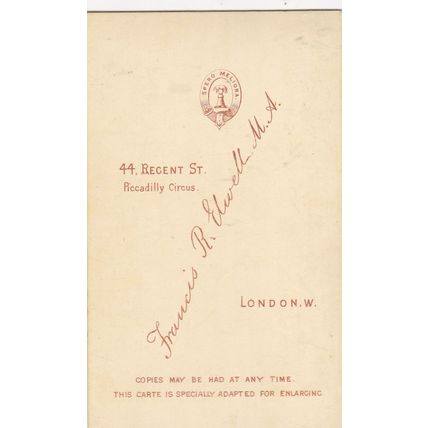 SPERO MELIORA
44, REGENT ST.
Piccadilly Circus.
Francis R. Elwell M.A.
LONDON.W.
COPIES MAY BE HAD AT ANY TIME.
THIS CARTE IS SPECIALLY ADAPTED FOR ENLARGING